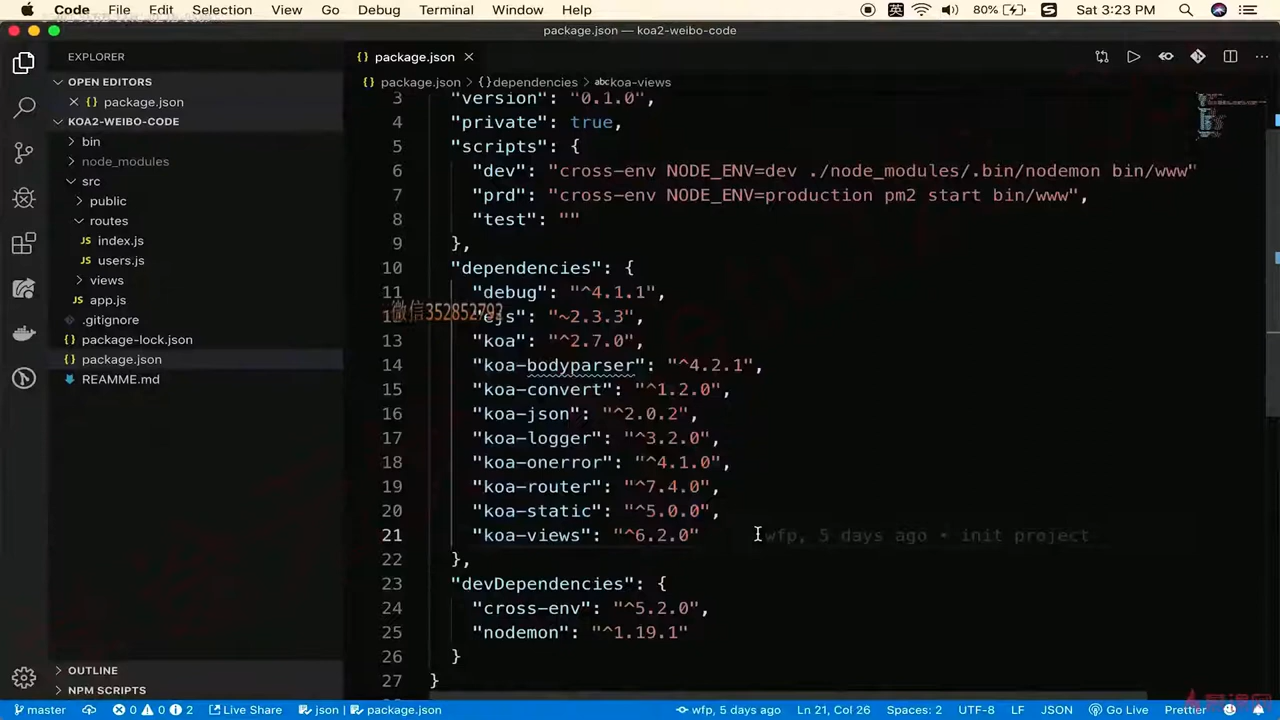 Code File Edit Selection View Go Debug Terminal Window Help 英 80% Sat 3:23 PM
package.json — koa2-weibo-code
EXPLORER
OPEN EDITORS
{} package.json
KOA2-WEIBO-CODE
bin
node_modules
src
public
routes
JS index.js
JS users.js
views
JS app.js
.gitignore
{} package-lock.json
{} package.json
REAMME.md
OUTLINE
NPM SCRIPTS
{} package.json
{} package.json > {} dependencies > abc koa-views
3 "version": "0.1.0",
4 "private": true,
5 "scripts": {
6 "dev": "cross-env NODE_ENV=dev ./node_modules/.bin/nodemon bin/www"
7 "prd": "cross-env NODE_ENV=production pm2 start bin/www",
8 "test": ""
9 },
10 "dependencies": {
11 "debug": "^4.1.1",
微信352852792
12 "ejs": "~2.3.3",
13 "koa": "^2.7.0",
14 "koa-bodyparser": "^4.2.1",
15 "koa-convert": "^1.2.0",
16 "koa-json": "^2.0.2",
17 "koa-logger": "^3.2.0",
18 "koa-onerror": "^4.1.0",
19 "koa-router": "^7.4.0",
20 "koa-static": "^5.0.0",
21 "koa-views": "^6.2.0" wfp, 5 days ago • init project
22 },
23 "devDependencies": {
24 "cross-env": "^5.2.0",
25 "nodemon": "^1.19.1"
26 }
27 }
master 0 0 2 Live Share {} json | {} package.json wfp, 5 days ago Ln 21, Col 26 Spaces: 2 UTF-8 LF JSON Go Live Prettier